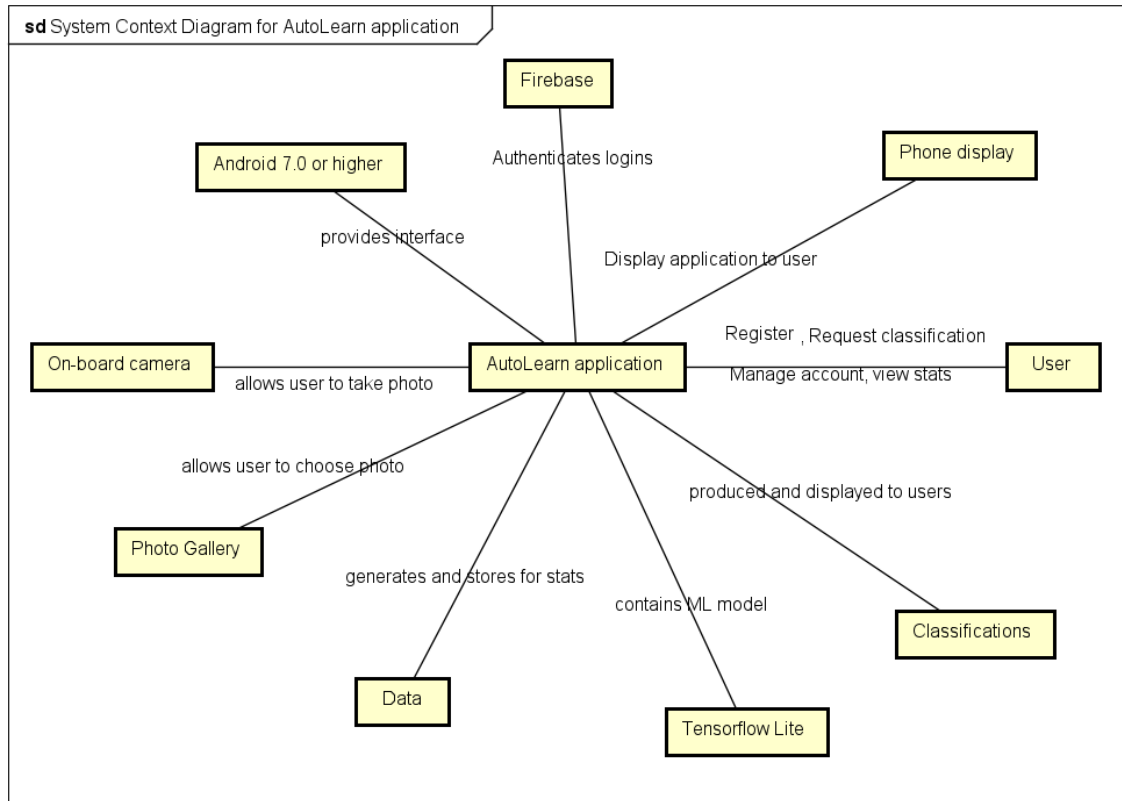 sd System Context Diagram for AutoLearn application
Firebase
Authenticates logins
Phone display
Android 7.0 or higher
provides interface
Display application to user
Register , Request classification
On-board camera
AutoLearn application
User
allows user to take photo
Manage account, view stats
allows user to choose photo
produced and displayed to users
Photo Gallery
generates and stores for stats
contains ML model
Classifications
Data
Tensorflow Lite